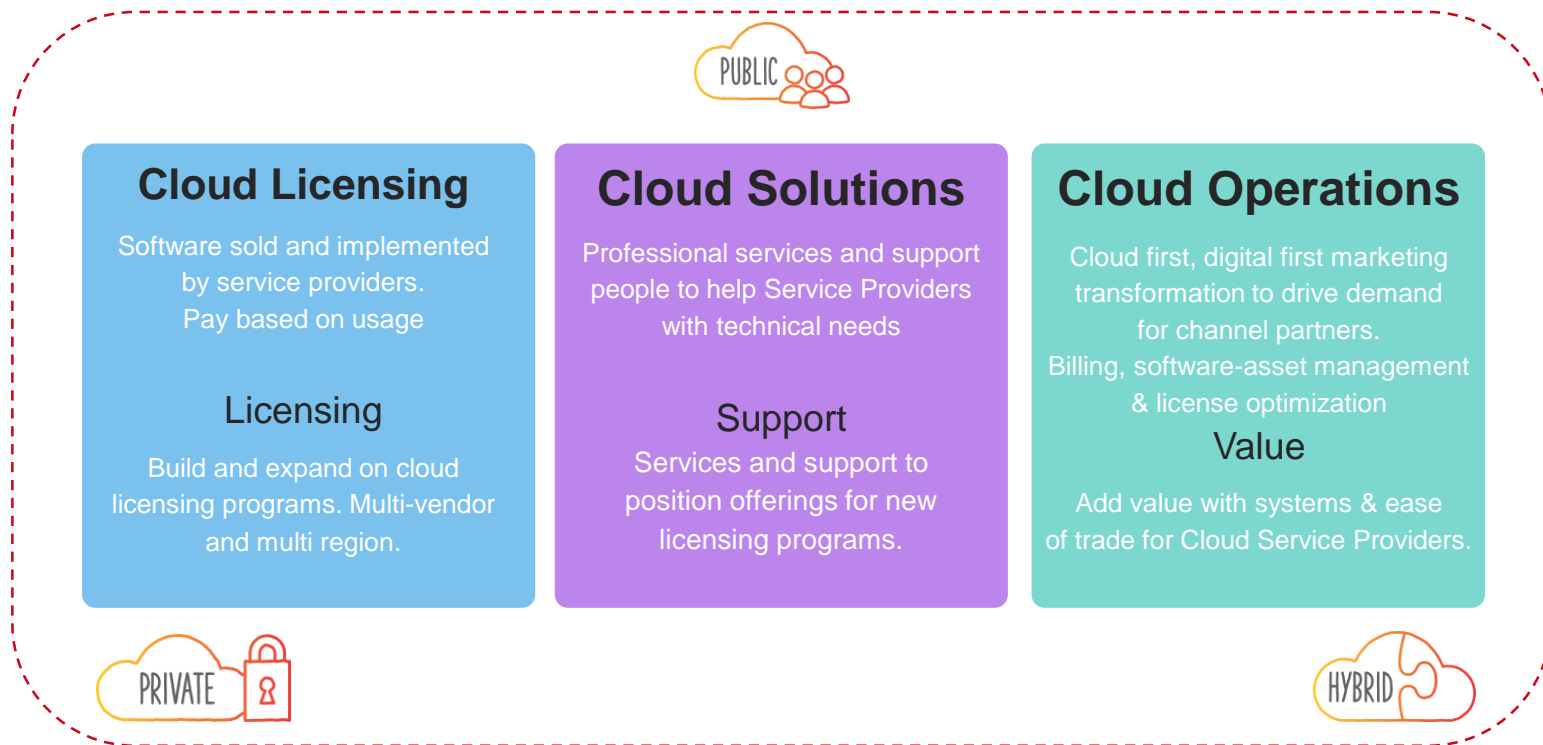 PUBLIC
Cloud Licensing
Software sold and implemented
by service providers.
Pay based on usage
Licensing
Build and expand on cloud
licensing programs. Multi-vendor
and multi region.
Cloud Solutions
Professional services and support
people to help Service Providers
with technical needs
Support
Services and support to
position offerings for new
licensing programs.
Cloud Operations
Cloud first, digital first marketing
transformation to drive demand
for channel partners.
Billing, software-asset management
& license optimization
Value
Add value with systems & ease
of trade for Cloud Service Providers.
PRIVATE
HYBRID